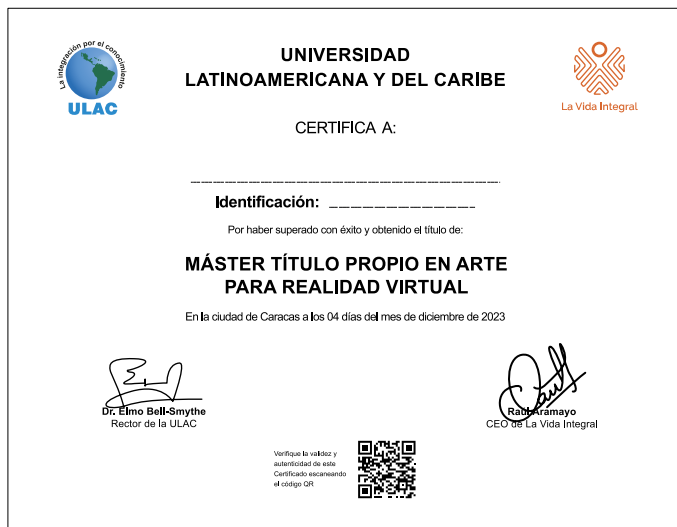 La integración por el conocimiento
ULAC
UNIVERSIDAD
LATINOAMERICANA Y DEL CARIBE
La Vida Integral
CERTIFICA A:
Identificación:
Por haber superado con éxito y obtenido el título de:
MÁSTER TÍTULO PROPIO EN ARTE
PARA REALIDAD VIRTUAL
En la ciudad de Caracas a los 04 días del mes de diciembre de 2023
Dr. Elmo Bell-Smythe
Rector de la ULAC
Raúl Aramayo
CEO de La Vida Integral
Verifique la validez y
autenticidad de este
Certificado escaneando
el código QR